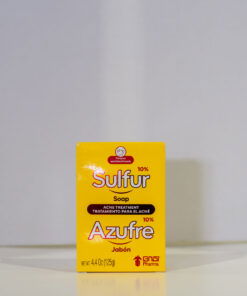 10%
Sulfur
Soap
ACNE TREATMENT
TRATAMIENTO PARA EL ACNÉ
10%
Azufre
Jabón
NET WT. 4.4 Oz (125g)
Pharma